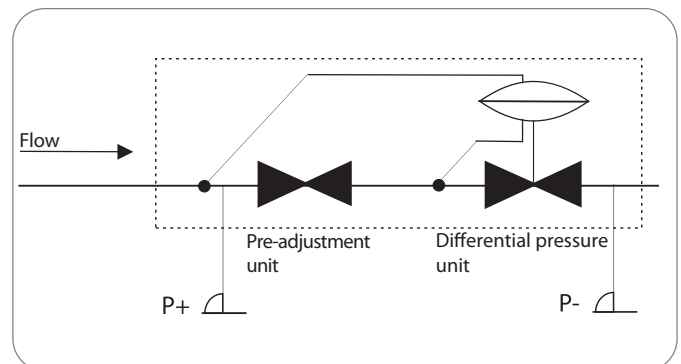 Flow
Pre-adjustment
unit
Differential pressure
unit
P+
P-